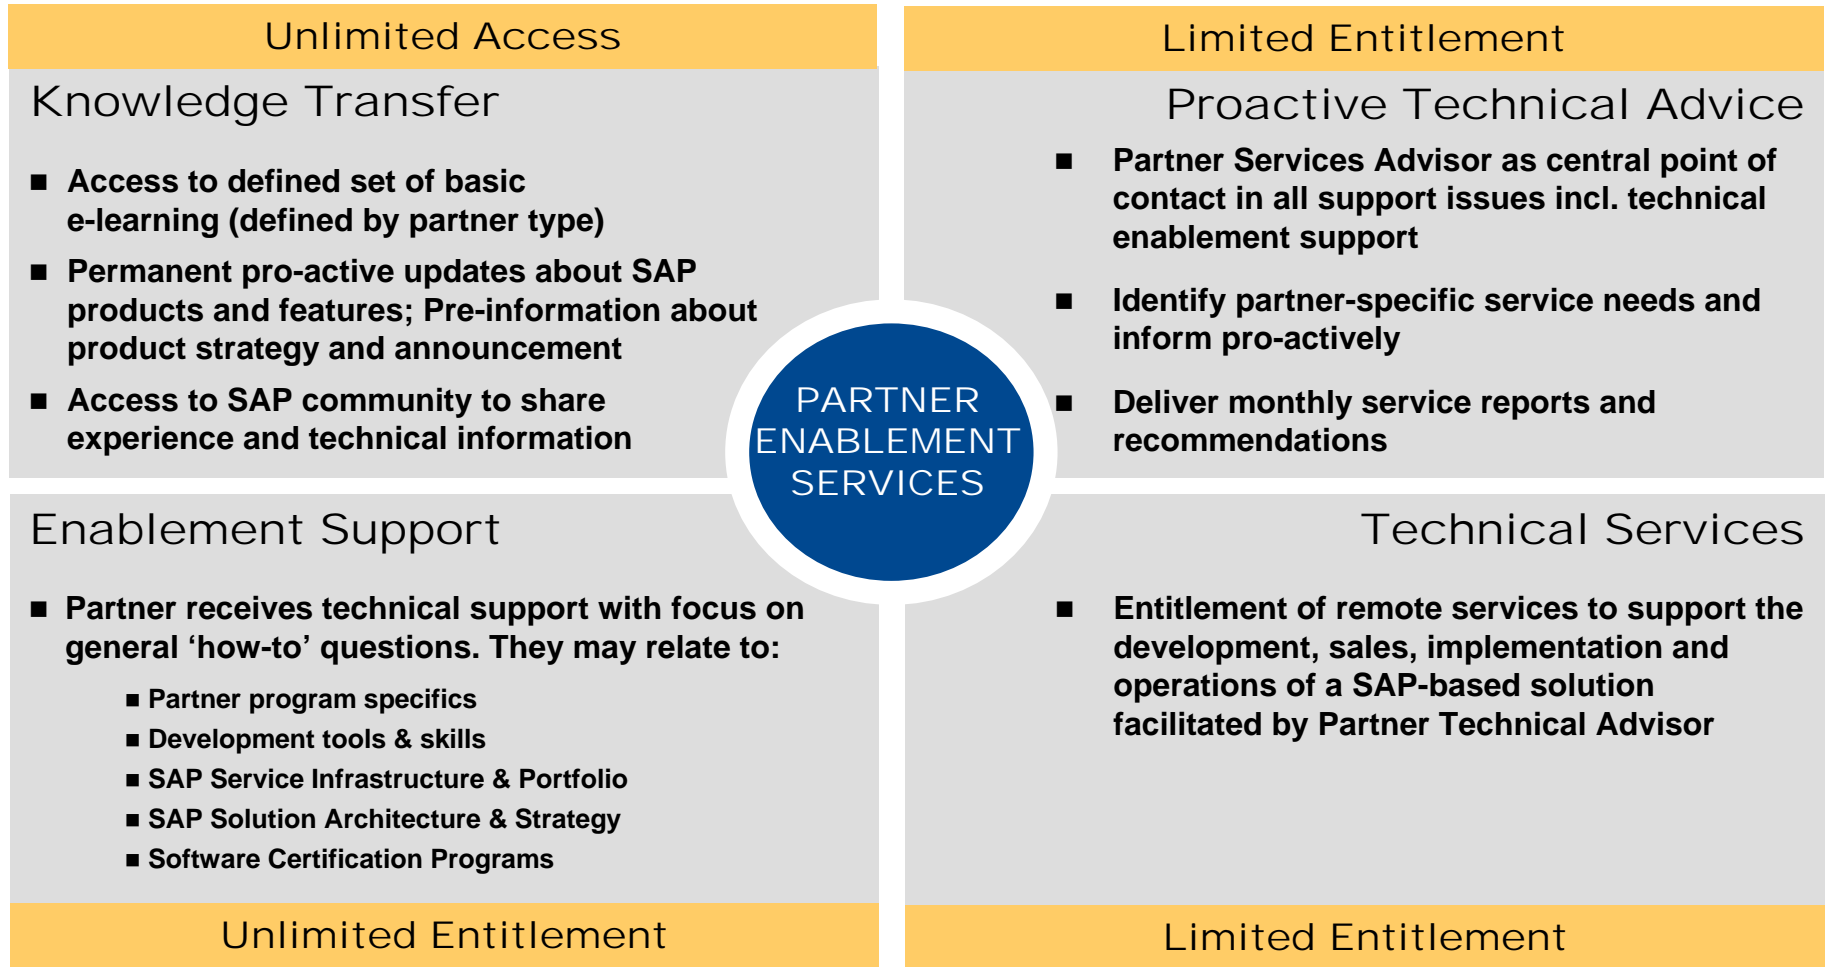 Unlimited Access
Knowledge Transfer
■ Access to defined set of basic
e-learning (defined by partner type)
■ Permanent pro-active updates about SAP
products and features; Pre-information about
product strategy and announcement
■ Access to SAP community to share
experience and technical information
Limited Entitlement
Proactive Technical Advice
■ Partner Services Advisor as central point of
contact in all support issues incl. technical
enablement support
■ Identify partner-specific service needs and
inform pro-actively
■ Deliver monthly service reports and
recommendations
PARTNER
ENABLEMENT
SERVICES
Enablement Support
■ Partner receives technical support with focus on
general ‘how-to’ questions. They may relate to:
■ Partner program specifics
■ Development tools & skills
■ SAP Service Infrastructure & Portfolio
■ SAP Solution Architecture & Strategy
■ Software Certification Programs
Unlimited Entitlement
Technical Services
■ Entitlement of remote services to support the
development, sales, implementation and
operations of a SAP-based solution
facilitated by Partner Technical Advisor
Limited Entitlement